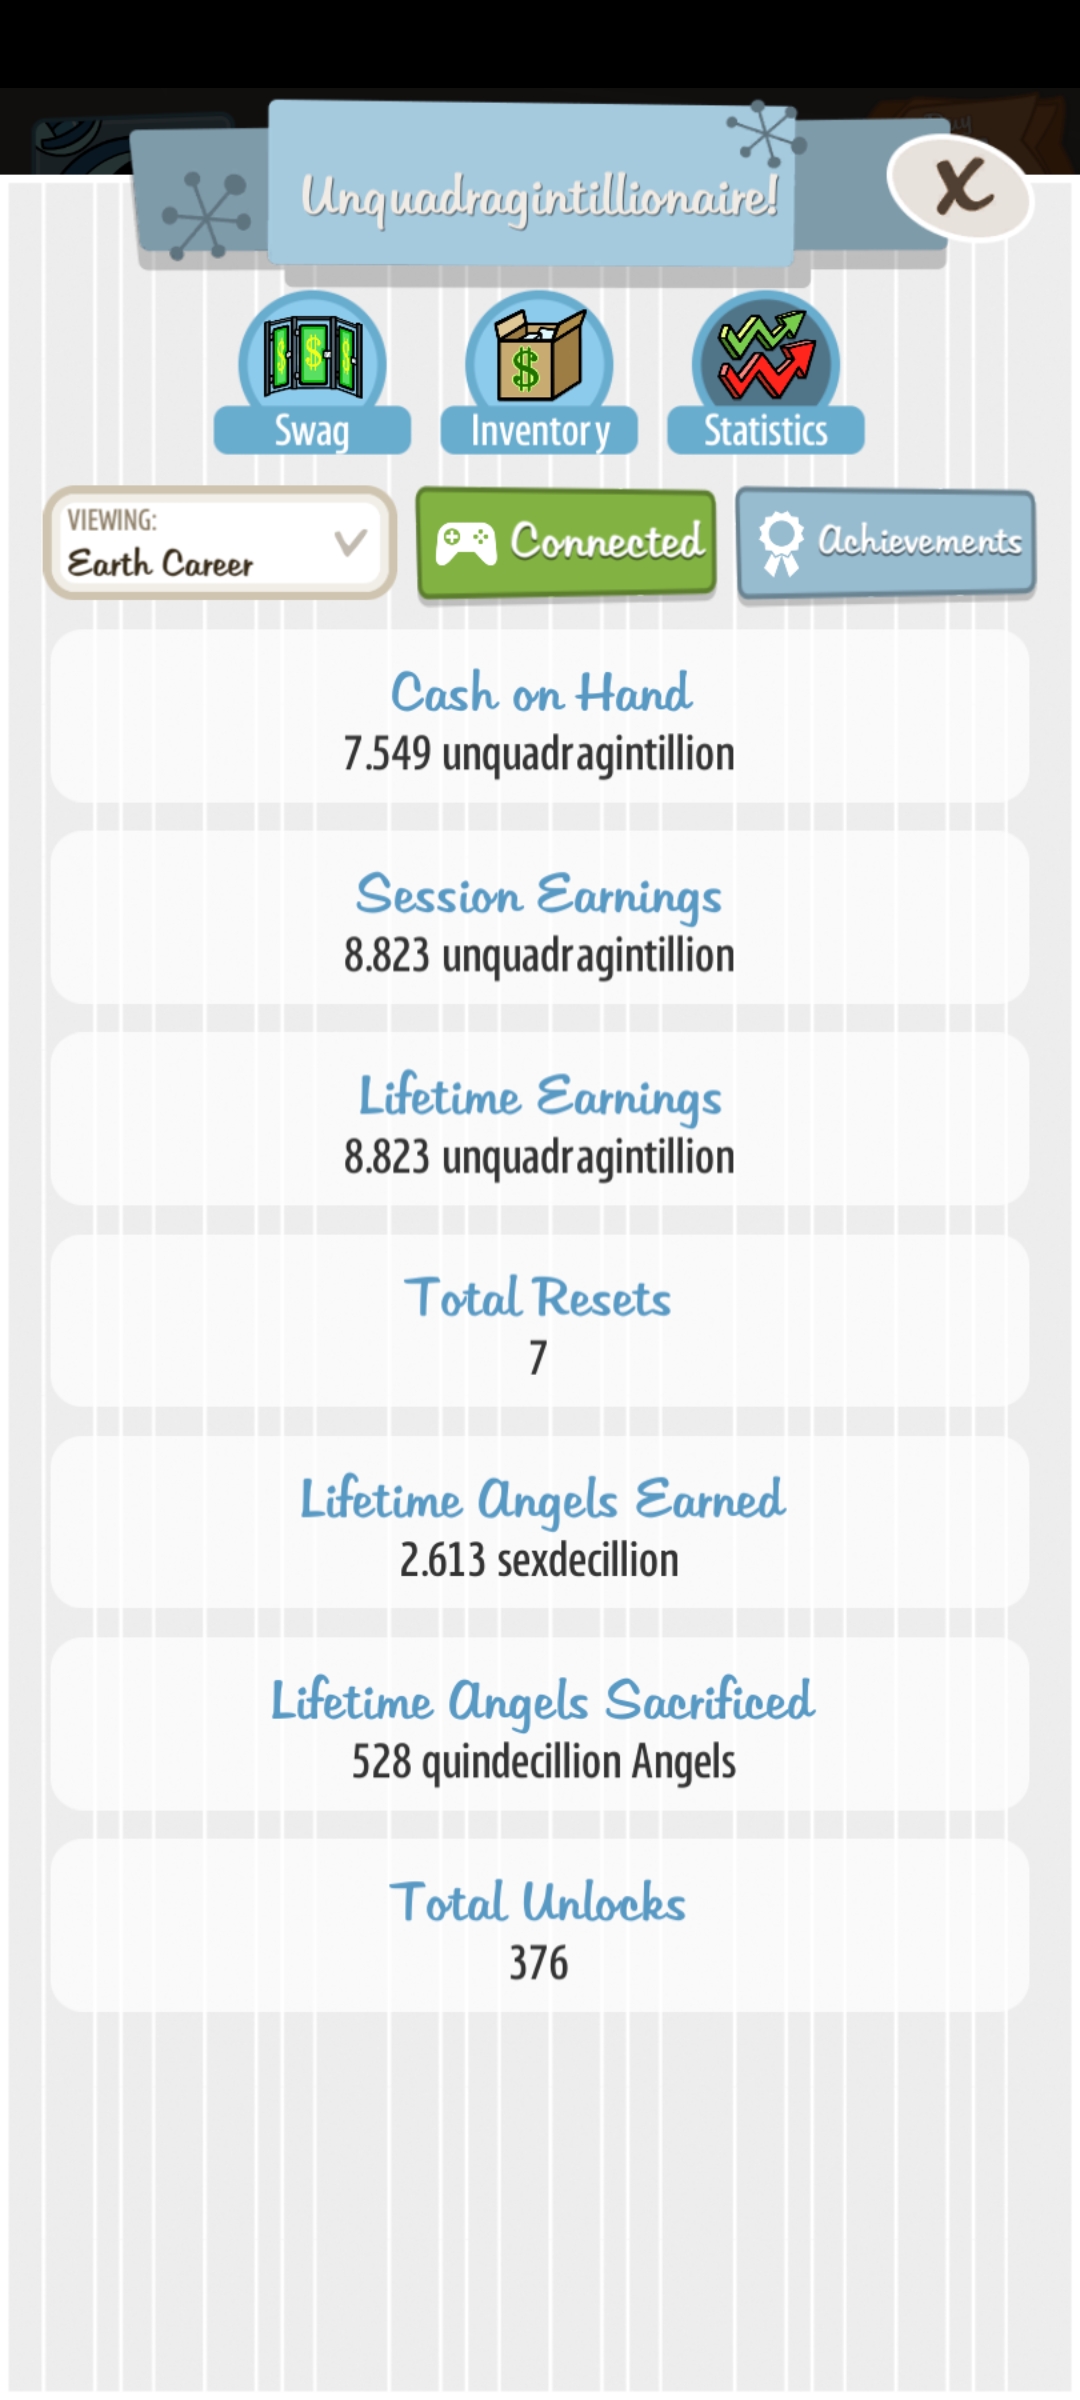 Unquadragintillionaire!
X
Swag
Inventory
Statistics
VIEWING:
Earth Career
Connected
Achievements
Cash on Hand
7.549 unquadragintillion
Session Earnings
8.823 unquadragintillion
Lifetime Earnings
8.823 unquadragintillion
Total Resets
7
Lifetime Angels Earned
2.613 sexdecillion
Lifetime Angels Sacrificed
528 quindecillion Angels
Total Unlocks
376